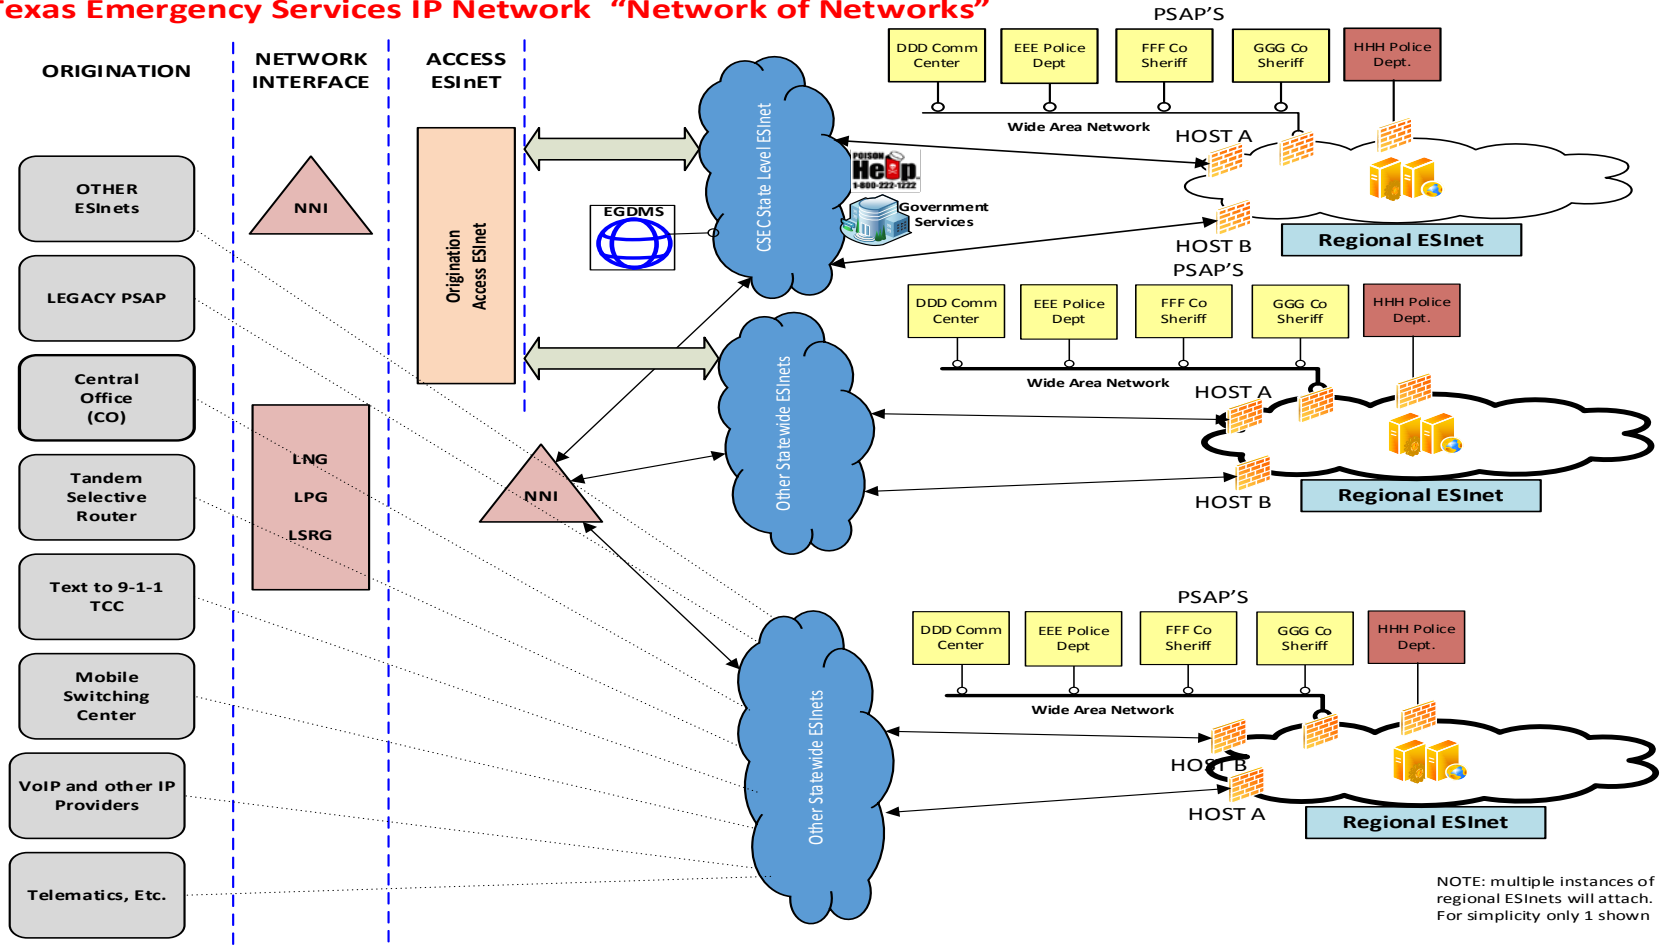 Texas Emergency Services IP Network “Network of Networks”
ORIGINATION
NETWORK
INTERFACE
ACCESS
ESInET
OTHER
ESInets
LEGACY PSAP
Central
Office
(CO)
Tandem
Selective
Router
Text to 9-1-1
TCC
Mobile
Switching
Center
VoIP and other IP
Providers
Telematics, Etc.
NNI
LNG
LPG
LSRG
Origination
Access ESInet
NNI
EGDMS
CSEC State Level ESInet
POISON
Help
1-800-222-1222
Government
Services
Other Statewide ESInets
Other Statewide ESInets
PSAP’S
DDD Comm
Center
EEE Police
Dept
FFF Co
Sheriff
GGG Co
Sheriff
HHH Police
Dept.
Wide Area Network
HOST A
HOST B
Regional ESInet
PSAP’S
DDD Comm
Center
EEE Police
Dept
FFF Co
Sheriff
GGG Co
Sheriff
HHH Police
Dept.
Wide Area Network
HOST A
HOST B
Regional ESInet
PSAP’S
DDD Comm
Center
EEE Police
Dept
FFF Co
Sheriff
GGG Co
Sheriff
HHH Police
Dept.
Wide Area Network
HOST B
HOST A
Regional ESInet
NOTE: multiple instances of
regional ESInets will attach.
For simplicity only 1 shown